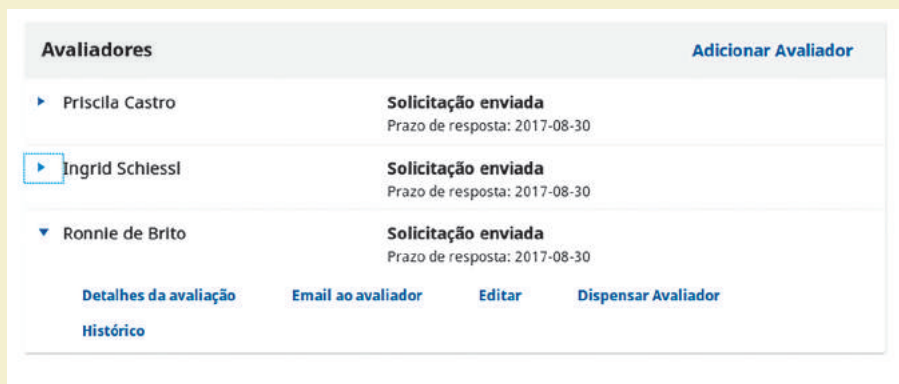 Avaliadores Adicionar Avaliador
Priscila Castro Solicitação enviada
Prazo de resposta: 2017-08-30
Ingrid Schiessl Solicitação enviada
Prazo de resposta: 2017-08-30
Ronnie de Brito Solicitação enviada
Prazo de resposta: 2017-08-30
Detalhes da avaliação Email ao avaliador Editar Dispensar Avaliador
Histórico